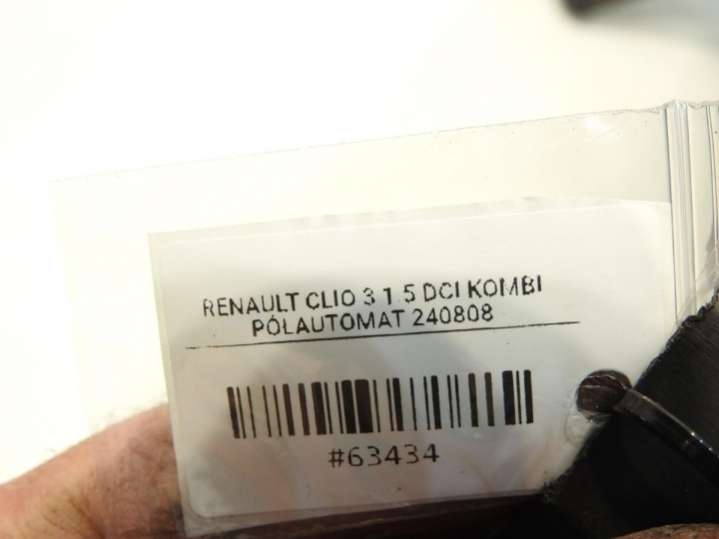 RENAULT CLIO 3 1.5 DCI KOMBI
PÓŁAUTOMAT 240808
#63434